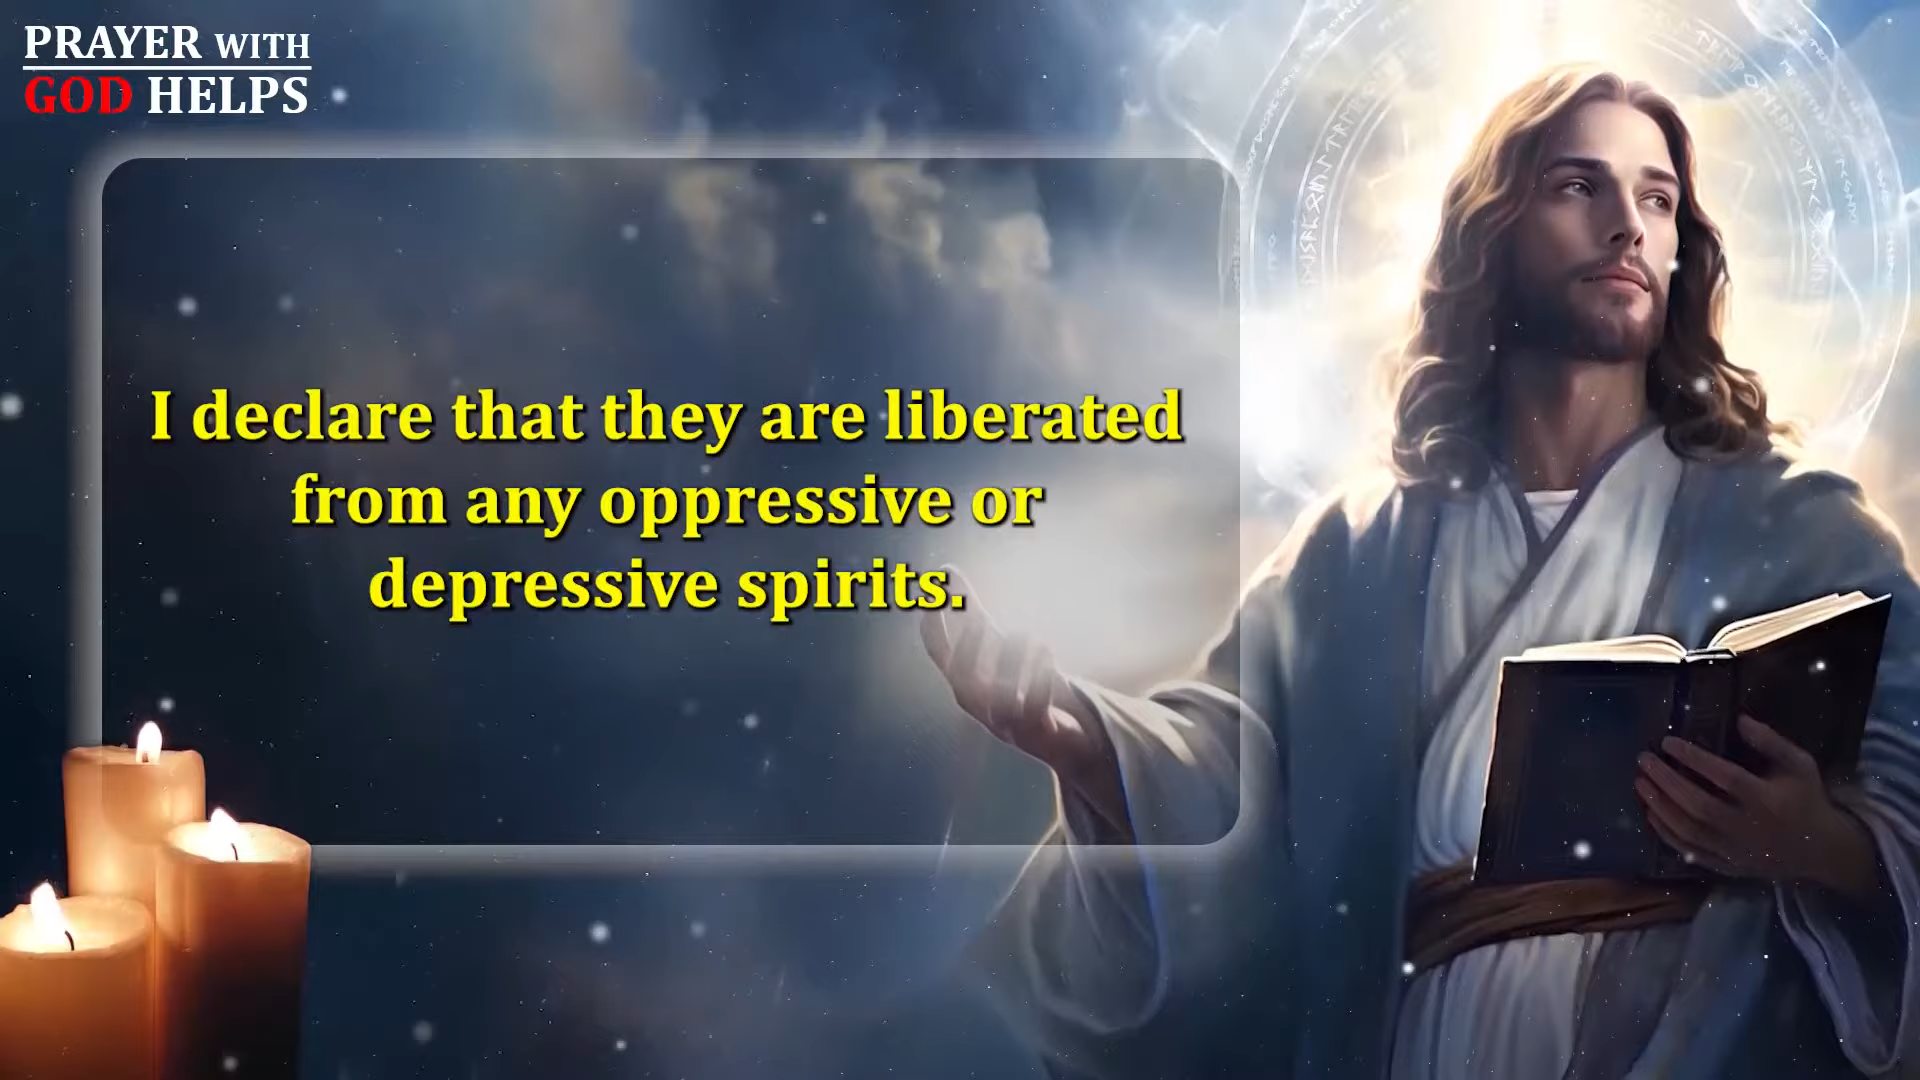 PRAYER WITH
GOD HELPS
I declare that they are liberated
from any oppressive or
depressive spirits.